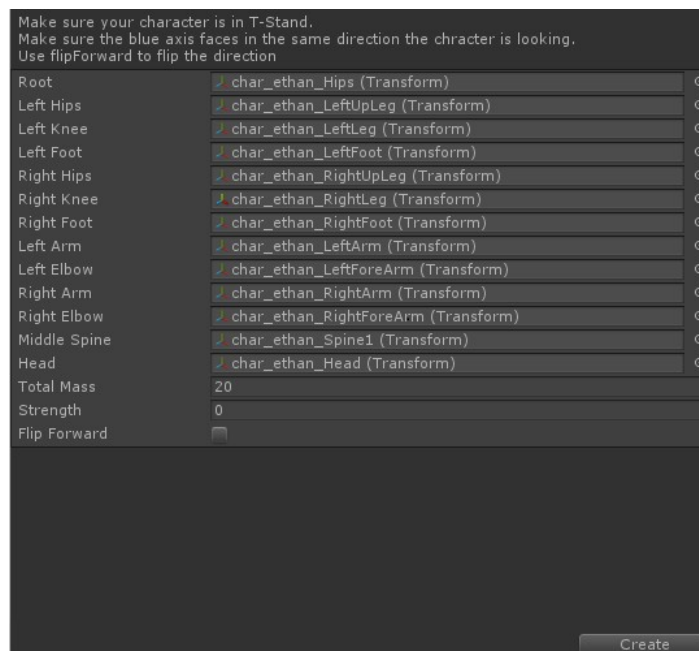 Make sure your character is in T-Stand.
Make sure the blue axis faces in the same direction the chracter is looking.
Use flipForward to flip the direction
Root char_ethan_Hips (Transform)
Left Hips char_ethan_LeftUpLeg (Transform)
Left Knee char_ethan_LeftLeg (Transform)
Left Foot char_ethan_LeftFoot (Transform)
Right Hips char_ethan_RightUpLeg (Transform)
Right Knee char_ethan_RightLeg (Transform)
Right Foot char_ethan_RightFoot (Transform)
Left Arm char_ethan_LeftArm (Transform)
Left Elbow char_ethan_LeftForeArm (Transform)
Right Arm char_ethan_RightArm (Transform)
Right Elbow char_ethan_RightForeArm (Transform)
Middle Spine char_ethan_Spine1 (Transform)
Head char_ethan_Head (Transform)
Total Mass 20
Strength 0
Flip Forward
Create